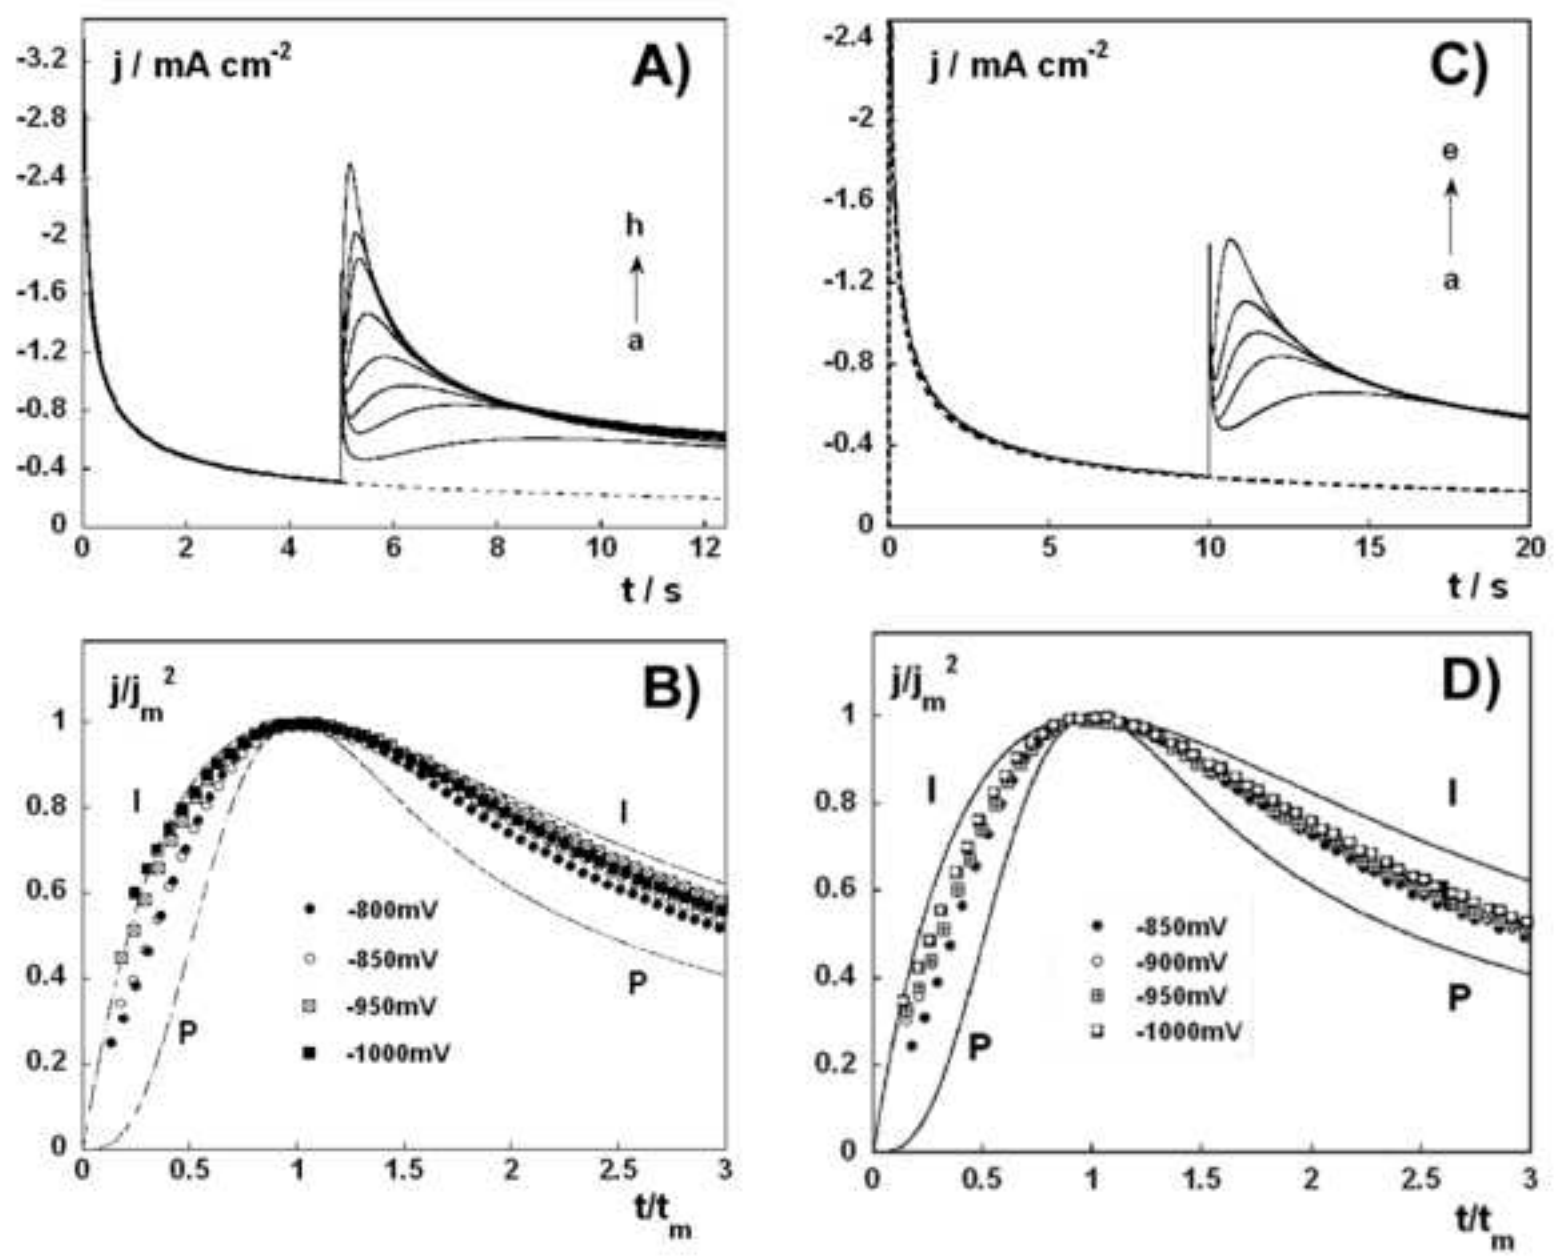 A)
j / mA cm-2
-3.2
-2.8
-2.4
-2
-1.6
-1.2
-0.8
-0.4
0
h
a
0 2 4 6 8 10 12
t / s
C)
j / mA cm-2
-2.4
-2
-1.6
-1.2
-0.8
-0.4
0
e
a
0 5 10 15 20
t / s
B)
j/jm2
1
0.8
0.6
0.4
0.2
0
I
I
P
P
-800mV
-850mV
-950mV
-1000mV
0 0.5 1 1.5 2 2.5 3
t/tm
D)
j/jm2
1
0.8
0.6
0.4
0.2
0
I
I
P
P
-850mV
-900mV
-950mV
-1000mV
0 0.5 1 1.5 2 2.5 3
t/tm